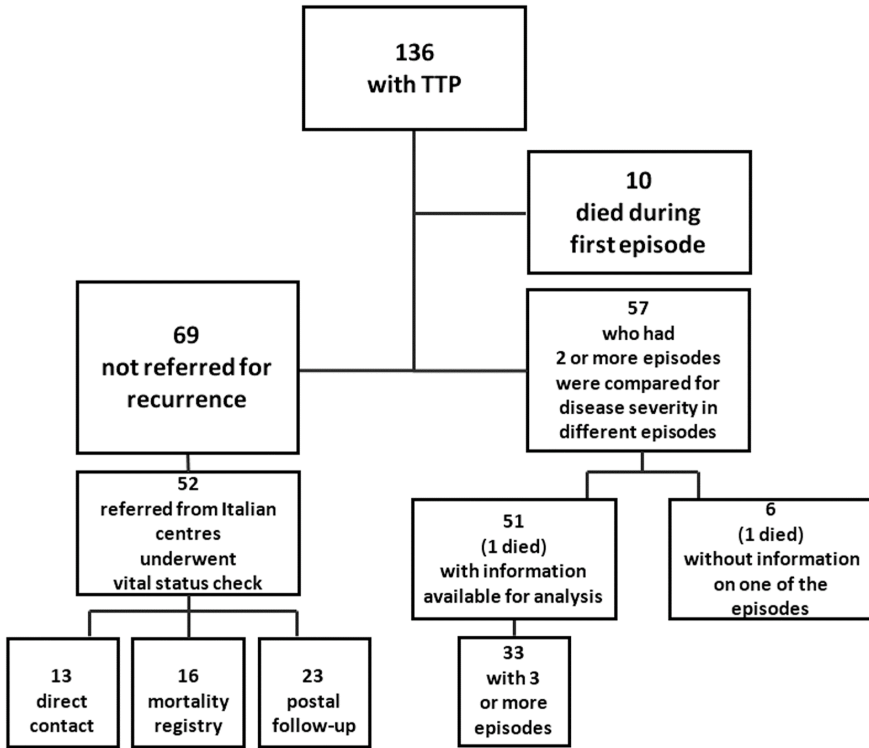 136
with TTP
10
died during
first episode
69
not referred for
recurrence
57
who had
2 or more episodes
were compared for
disease severity in
different episodes
52
referred from Italian
centres
underwent
vital status check
51
(1 died)
with information
available for analysis
6
(1 died)
without information
on one of the
episodes
13
direct
contact
16
mortality
registry
23
postal
follow-up
33
with 3
or more
episodes